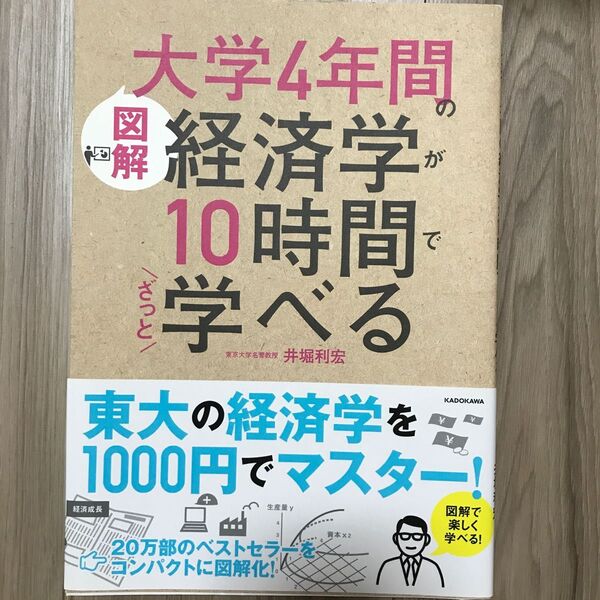 大学4年間の
図解
経済学が
10時間で
ざっと
学べる
東京大学名誉教授 井堀利宏
KADOKAWA
東大の経済学を
1000円でマスター!
経済成長
生産量 y
資本 x2
図解で
楽しく
学べる!
20万部のベストセラーを
コンパクトに図解化!